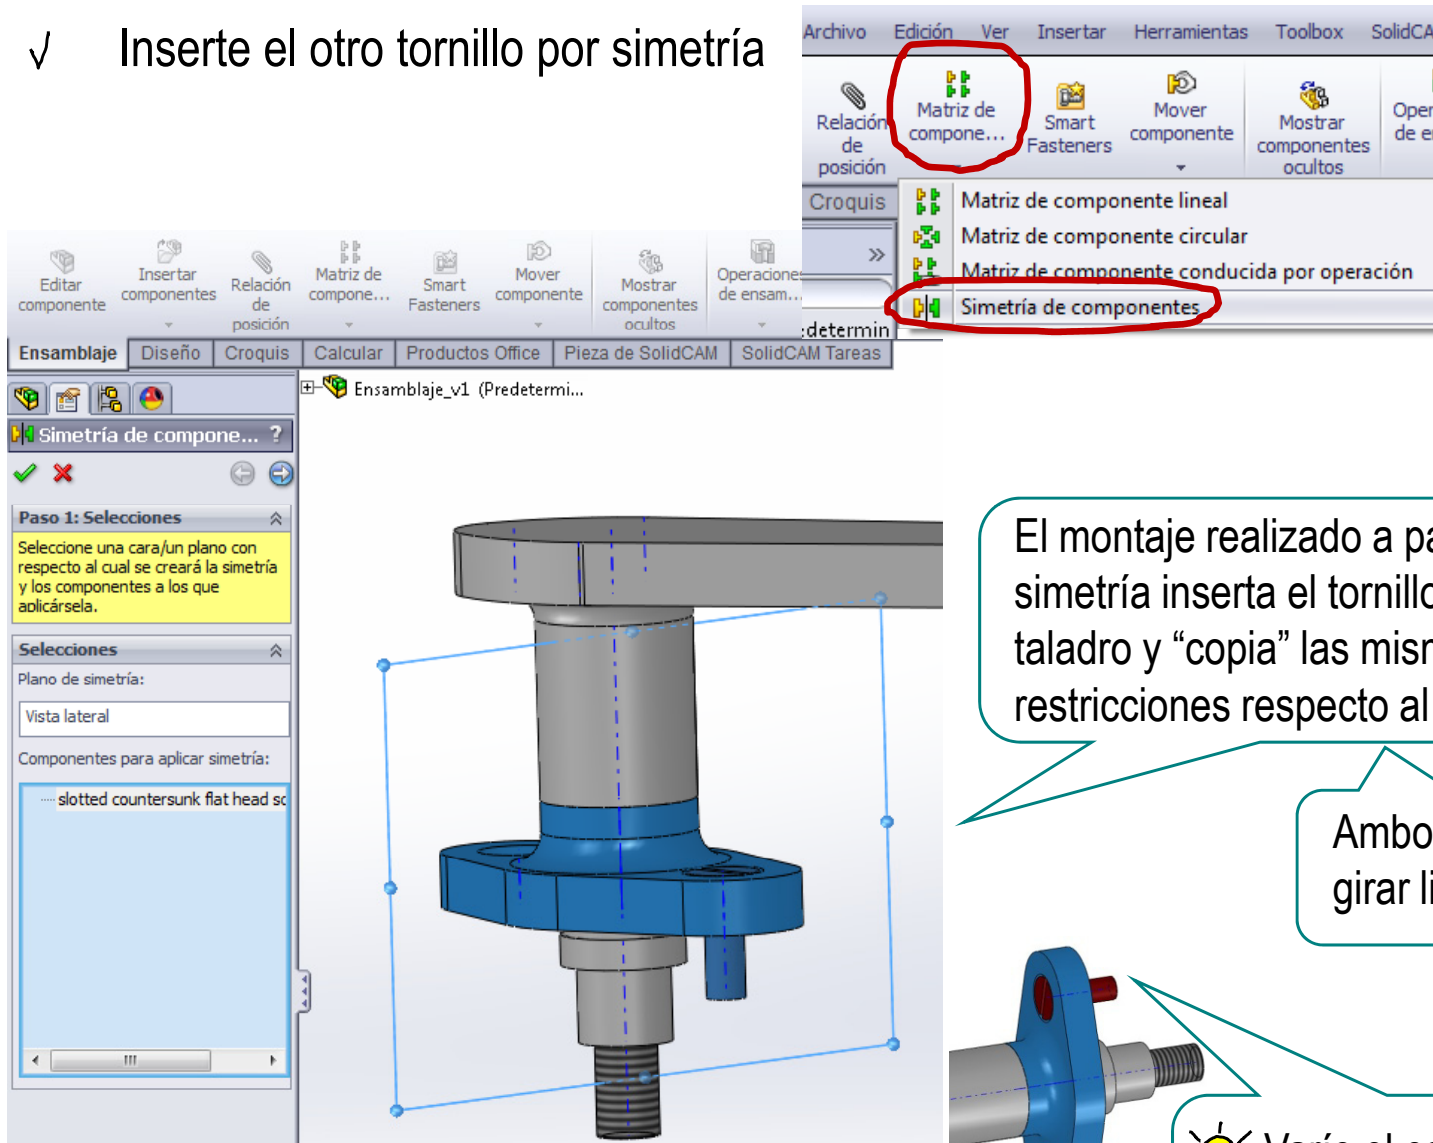 √ Inserte el otro tornillo por simetría
Archivo Edición Ver Insertar Herramientas Toolbox SolidCA
Relación de posición
Matriz de compone...
Smart Fasteners
Mover componente
Mostrar componentes ocultos
Oper
de e
Croquis
Matriz de componente lineal
Matriz de componente circular
Matriz de componente conducida por operación
Simetría de componentes
»
determin
Editar componente
Insertar componentes
Relación de posición
Matriz de compone...
Smart Fasteners
Mover componente
Mostrar componentes ocultos
Operaciones de ensam...
Ensamblaje Diseño Croquis Calcular Productos Office Pieza de SolidCAM SolidCAM Tareas
Ensamblaje_v1 (Predetermi...
Simetría de compone... ?
Paso 1: Selecciones
Seleccione una cara/un plano con
respecto al cual se creará la simetría
y los componentes a los que
aplicársela.
Selecciones
Plano de simetría:
Vista lateral
Componentes para aplicar simetría:
slotted countersunk flat head sc
El montaje realizado a pa
simetría inserta el tornillo
taladro y “copia” las mism
restricciones respecto al
Ambo
girar li